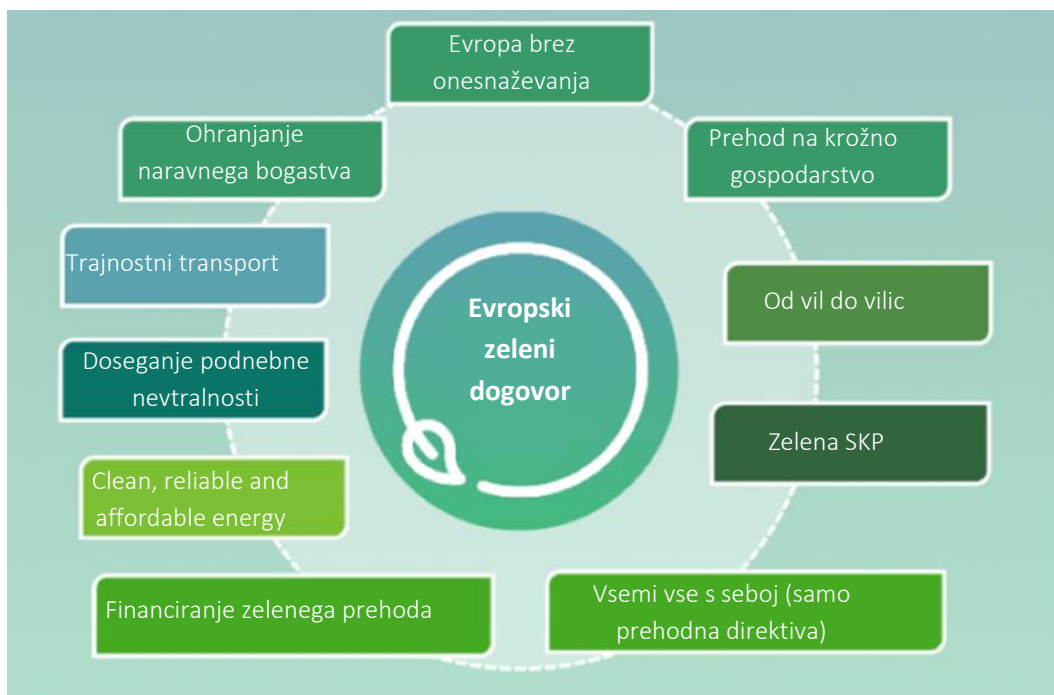 Evropa brez
onesnaževanja
Ohranjanje
naravnega bogastva
Prehod na krožno
gospodarstvo
Trajnostni transport
Od vil do vilic
Evropski
zeleni
dogovor
Doseganje podnebne
nevtralnosti
Zelena SKP
Clean, reliable and
affordable energy
Financiranje zelenega prehoda
Vsemi vse s seboj (samo
prehodna direktiva)